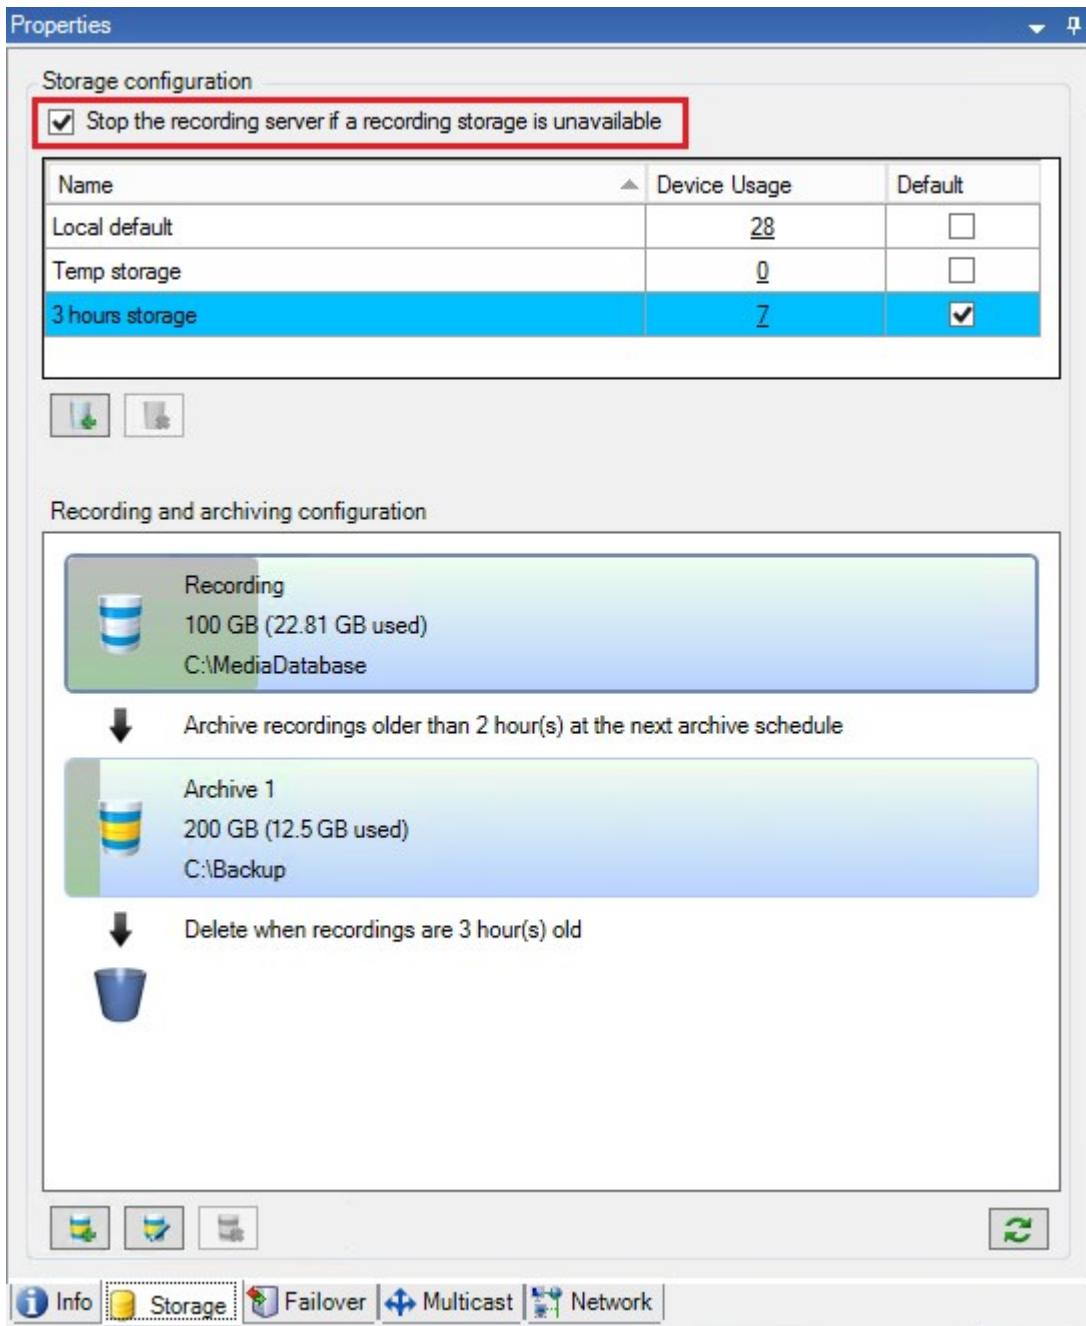 Properties
Storage configuration
Stop the recording server if a recording storage is unavailable
Name Device Usage Default
Local default 28
Temp storage 0
3 hours storage 7
Recording and archiving configuration
Recording
100 GB (22.81 GB used)
C:\MediaDatabase
Archive recordings older than 2 hour(s) at the next archive schedule
Archive 1
200 GB (12.5 GB used)
C:\Backup
Delete when recordings are 3 hour(s) old
Info Storage Failover Multicast Network